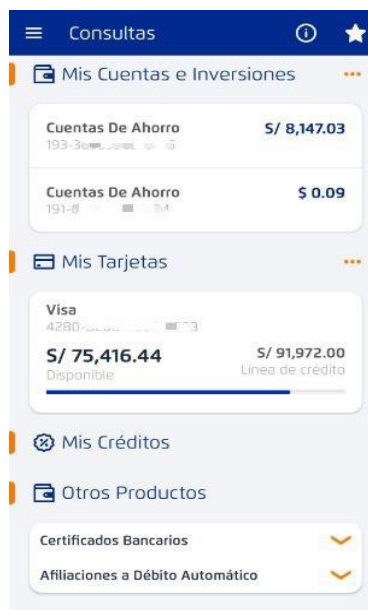 Consultas
Mis Cuentas e Inversiones
Cuentas De Ahorro S/ 8,147.03
Cuentas De Ahorro $ 0.09
Mis Tarjetas
Visa
S/ 75,416.44 S/ 91,972.00
Disponible Línea de crédito
Mis Créditos
Otros Productos
Certificados Bancarios
Afiliaciones a Débito Automático